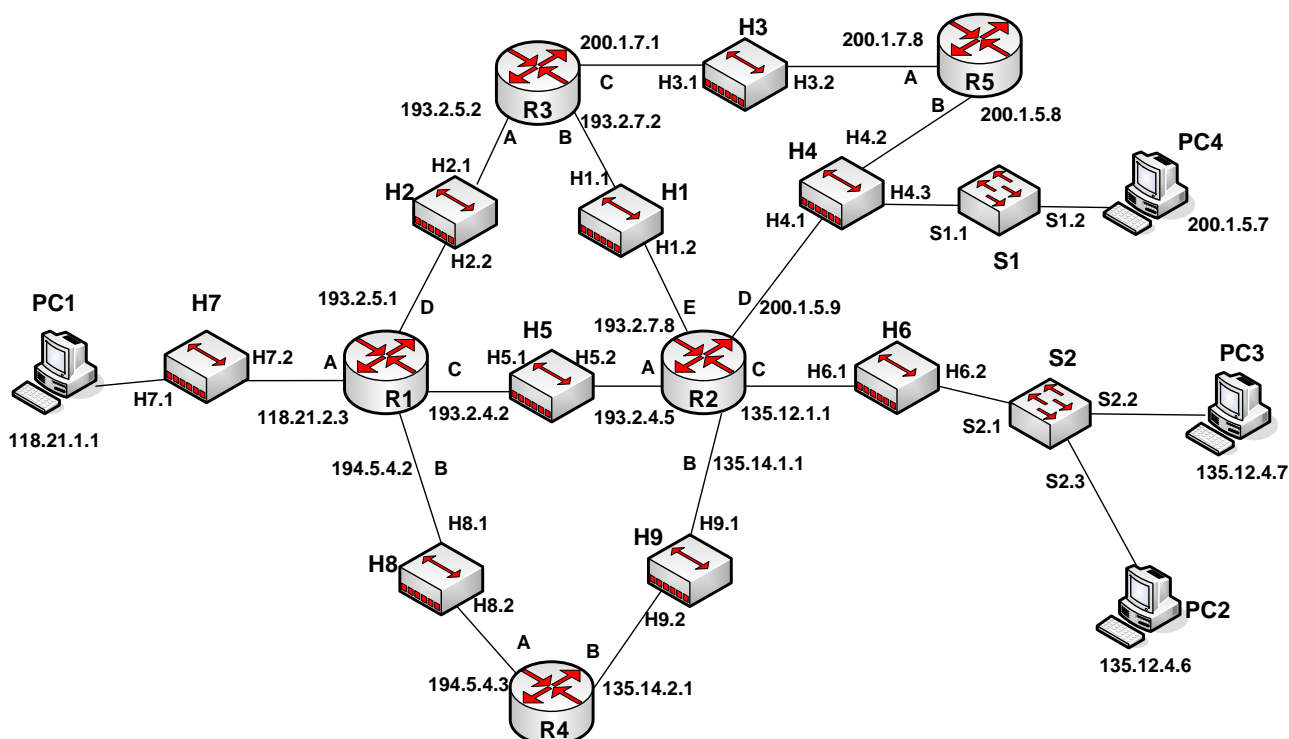 H3
200.1.7.1
200.1.7.8
C
H3.1
H3.2
A
R5
R3
193.2.5.2
A
B
193.2.7.2
B
200.1.5.8
H4.2
H4
PC4
H2.1
H2
H1.1
H1
H4.3
H4.1
S1.1
S1.2
200.1.5.7
S1
H1.2
H2.2
193.2.5.1
D
E
D
200.1.5.9
PC1
H7
H5
193.2.7.8
H6
H7.2
A
C
H5.1
H5.2
A
C
H6.1
H6.2
S2
PC3
H7.1
R1
R2
118.21.2.3
193.2.4.2
193.2.4.5
135.12.1.1
S2.2
S2.1
118.21.1.1
194.5.4.2
B
B
135.14.1.1
135.12.4.7
S2.3
H8.1
H9.1
H9
H8
H8.2
H9.2
PC2
A
B
135.12.4.6
194.5.4.3
135.14.2.1
R4